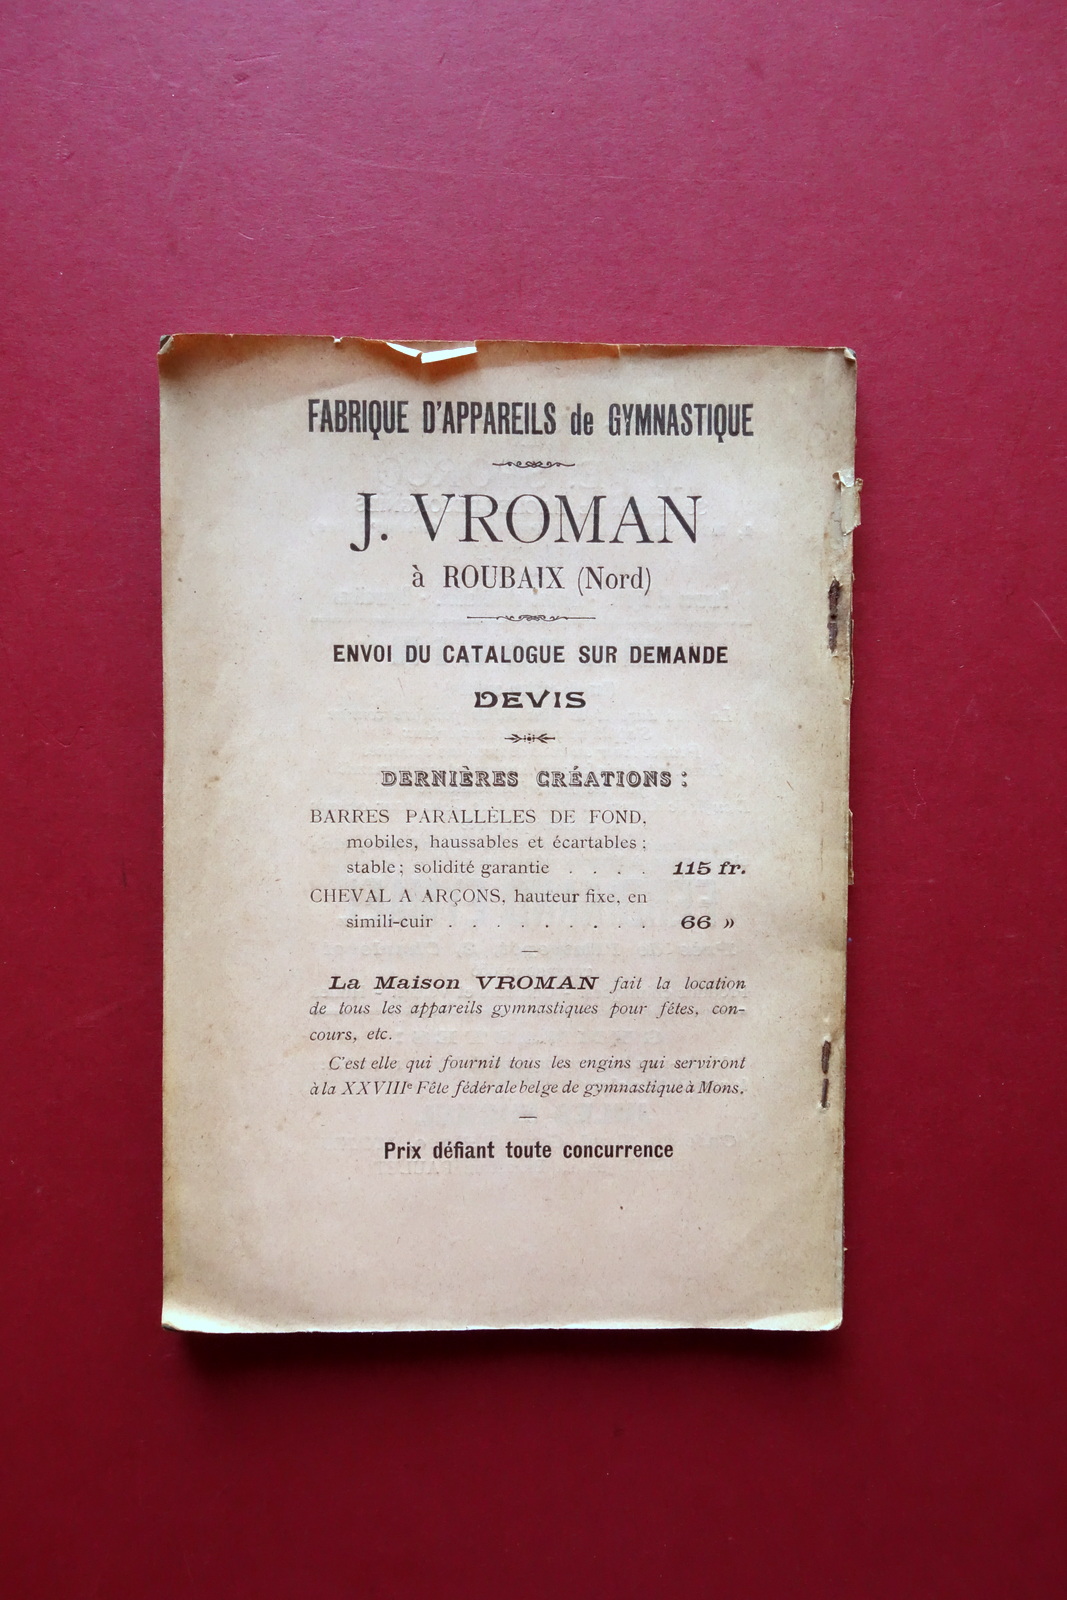 FABRIQUE D'APPAREILS de GYMNASTIQUE
J. VROMAN
à ROUBAIX (Nord)
ENVOI DU CATALOGUE SUR DEMANDE
DEVIS
DERNIÈRES CRÉATIONS :
BARRES PARALLÈLES DE FOND,
mobiles, haussables et écartables ;
stable ; solidité garantie . . . . 115 fr.
CHEVAL A ARÇONS, hauteur fixe, en
simili-cuir . . . . . . . . . 66 »
La Maison VROMAN fait la location
de tous les appareils gymnastiques pour fêtes, con-
cours, etc.
C'est elle qui fournit tous les engins qui serviront
à la XXVIIIe Fête fédérale belge de gymnastique à Mons.
Prix défiant toute concurrence